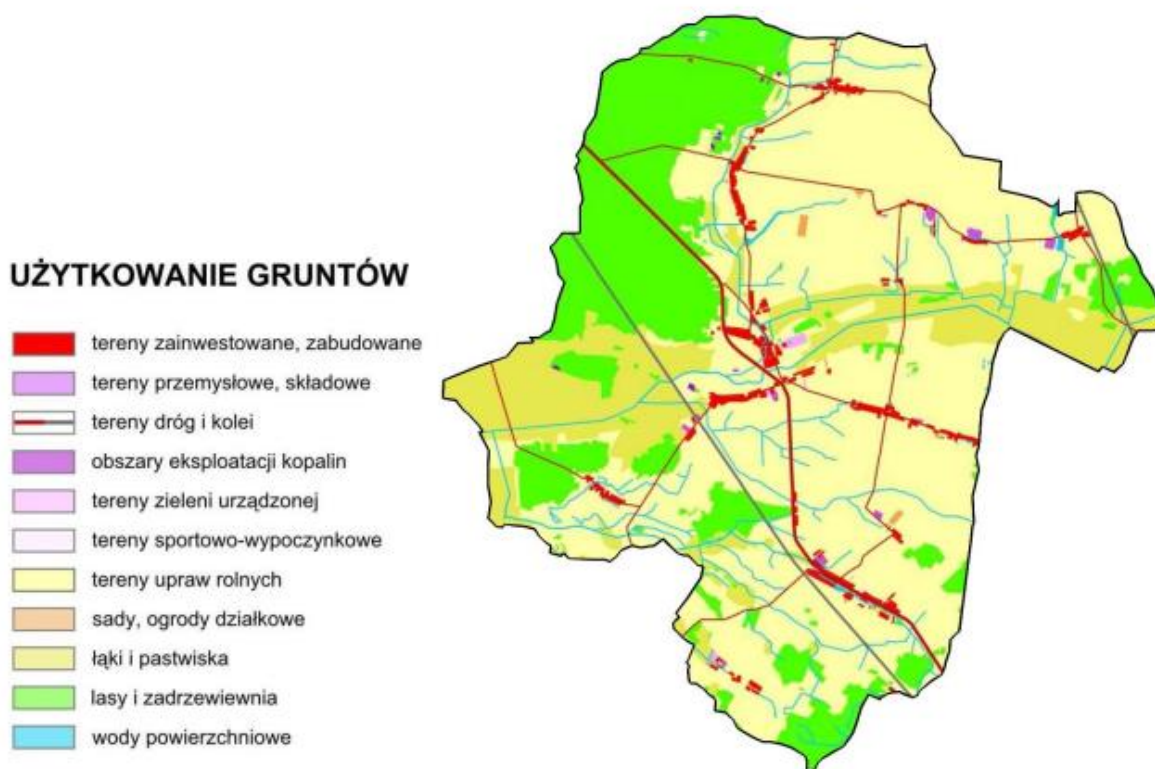 UŻYTKOWANIE GRUNTÓW
tereny zainwestowane, zabudowane
tereny przemysłowe, składowe
tereny dróg i kolei
obszary eksploatacji kopalin
tereny zieleni urządzonej
tereny sportowo-wypoczynkowe
tereny upraw rolnych
sady, ogrody działkowe
łąki i pastwiska
lasy i zadrzewiewnia
wody powierzchniowe